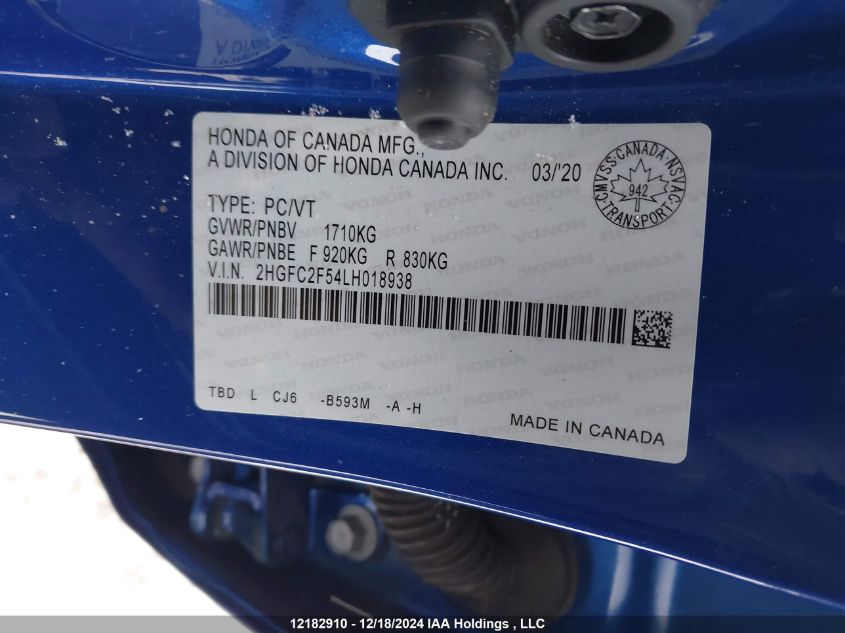 HONDA OF CANADA MFG.,
A DIVISION OF HONDA CANADA INC. 03/'20
CMVSS · CANADA · NSVAC
942
TRANSPORT
TYPE: PC/VT
GVWR/PNBV 1710KG
GAWR/PNBE F 920KG R 830KG
V.I.N. 2HGFC2F54LH018938
TBD L CJ6 -B593M -A -H
MADE IN CANADA
12182910 - 12/18/2024 IAA Holdings , LLC